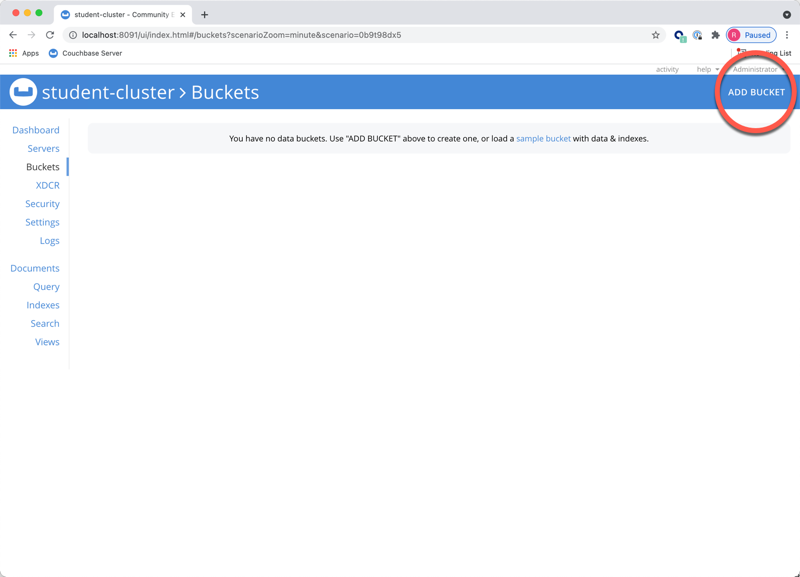 student-cluster - Community E
localhost:8091/ui/index.html#/buckets?scenarioZoom=minute&scenario=0b9t98dx5
R Paused
Apps Couchbase Server List
activity help Administrator
student-cluster > Buckets ADD BUCKET
Dashboard
You have no data buckets. Use "ADD BUCKET" above to create one, or load a sample bucket with data & indexes.
Servers
Buckets
XDCR
Security
Settings
Logs
Documents
Query
Indexes
Search
Views